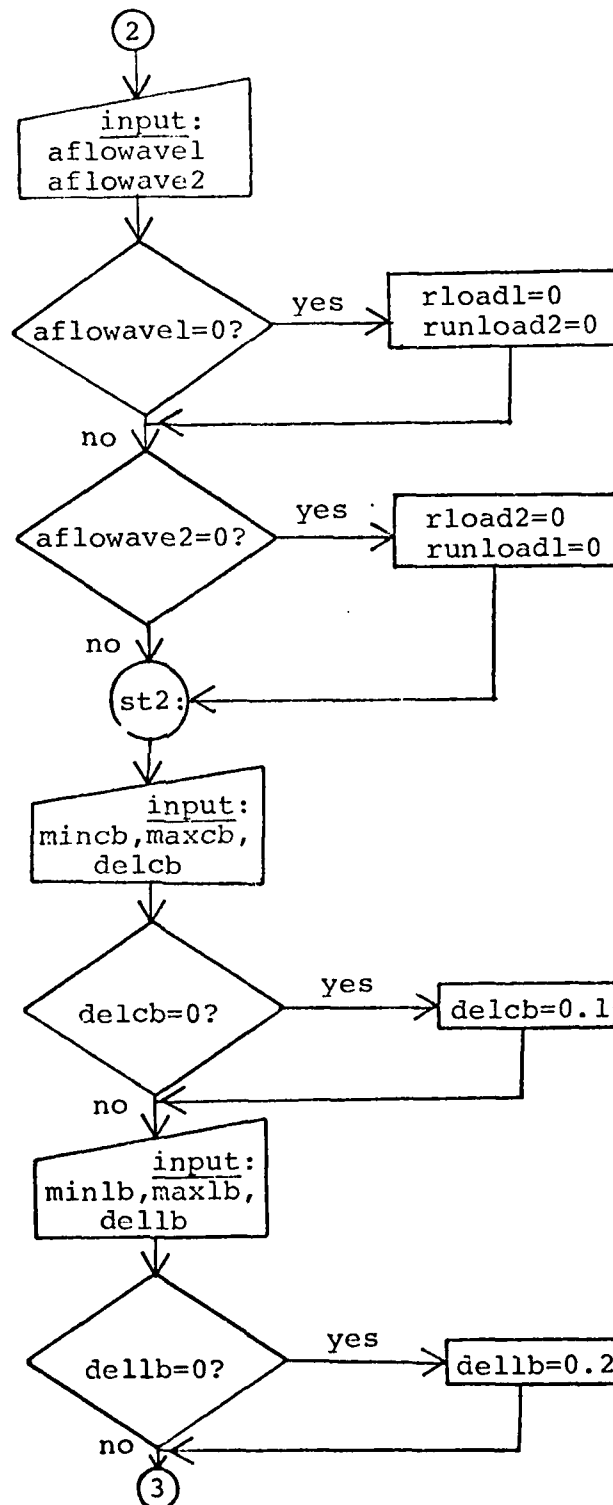 2
input:
aflowave1
aflowave2
aflowave1=0?
yes
rload1=0
runload2=0
no
aflowave2=0?
yes
rload2=0
runload1=0
no
st2:
input:
mincb,maxcb,
delcb
delcb=0?
yes
delcb=0.1
no
input:
minlb,maxlb,
dellb
dellb=0?
yes
dellb=0.2
no
3